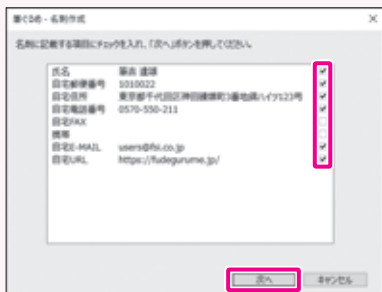 筆ぐるめ - 名刺作成
名刺に記載する項目にチェックを入れ、「次へ」ボタンを押してください。
氏名 筆吉 達雄
自宅郵便番号 1010022
自宅住所 東京都千代田区神田練塀町3番地噺ハイツ123号
自宅電話番号 0570-550-211
自宅FAX
携帯
自宅E-MAIL users@fsi.co.jp
自宅URL https://fudegurume.jp/
次へ
キャンセル